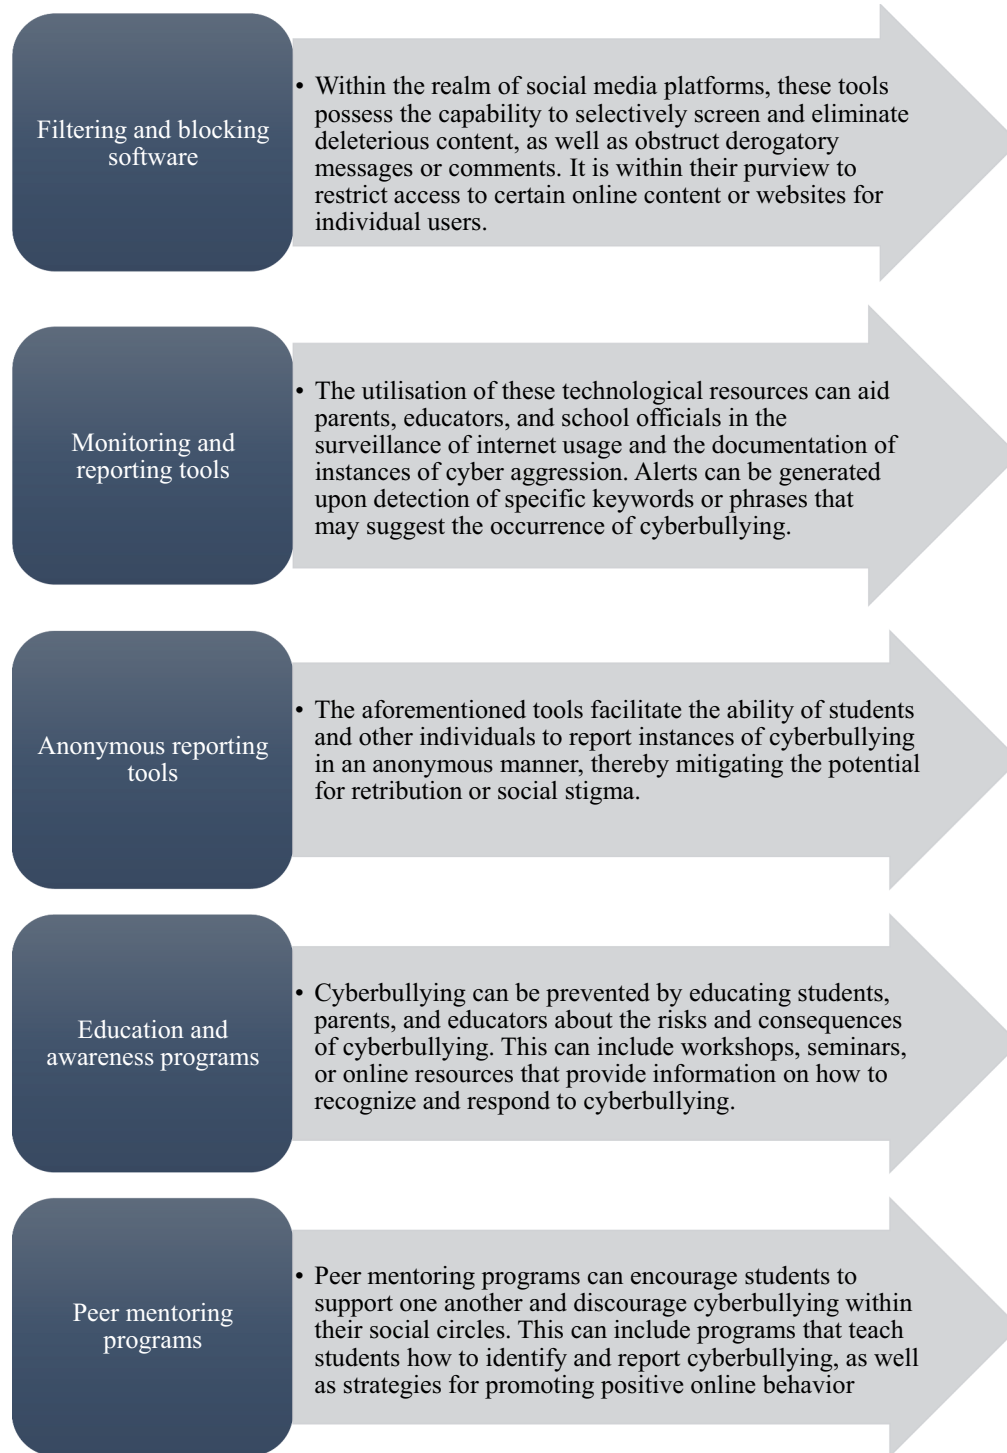 Filtering and blocking
software
• Within the realm of social media platforms, these tools
possess the capability to selectively screen and eliminate
deleterious content, as well as obstruct derogatory
messages or comments. It is within their purview to
restrict access to certain online content or websites for
individual users.
Monitoring and
reporting tools
• The utilisation of these technological resources can aid
parents, educators, and school officials in the
surveillance of internet usage and the documentation of
instances of cyber aggression. Alerts can be generated
upon detection of specific keywords or phrases that
may suggest the occurrence of cyberbullying.
Anonymous reporting
tools
• The aforementioned tools facilitate the ability of students
and other individuals to report instances of cyberbullying
in an anonymous manner, thereby mitigating the potential
for retribution or social stigma.
Education and
awareness programs
• Cyberbullying can be prevented by educating students,
parents, and educators about the risks and consequences
of cyberbullying. This can include workshops, seminars,
or online resources that provide information on how to
recognize and respond to cyberbullying.
Peer mentoring
programs
• Peer mentoring programs can encourage students to
support one another and discourage cyberbullying within
their social circles. This can include programs that teach
students how to identify and report cyberbullying, as well
as strategies for promoting positive online behavior